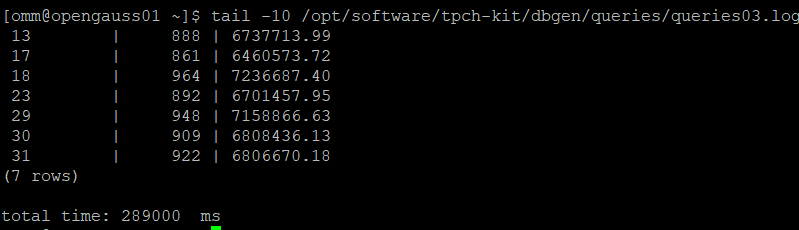 [omm@opengauss01 ~]$ tail -10 /opt/software/tpch-kit/dbgen/queries/queries03.log
13 | 888 | 6737713.99
17 | 861 | 6460573.72
18 | 964 | 7236687.40
23 | 892 | 6701457.95
29 | 948 | 7158866.63
30 | 909 | 6808436.13
31 | 922 | 6806670.18
(7 rows)
total time: 289000 ms